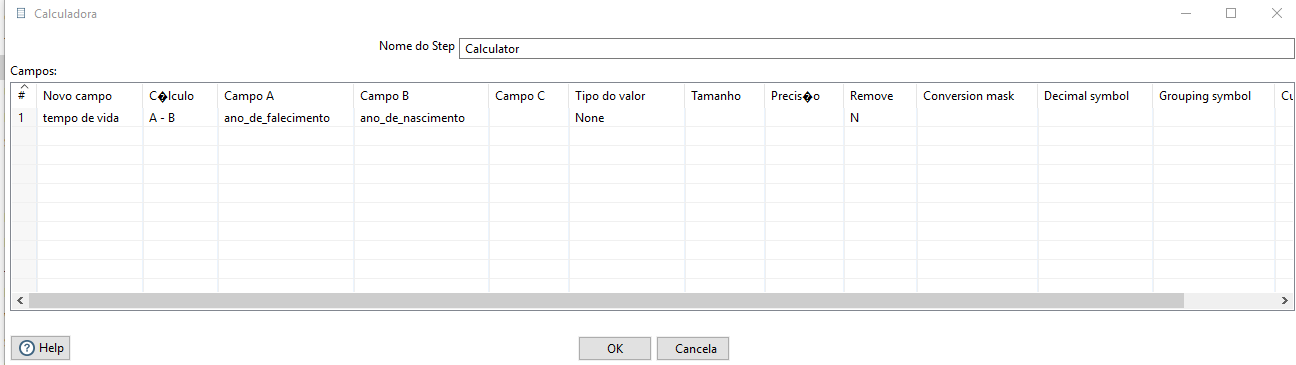 Calculadora
Nome do Step Calculator
Campos:
# Novo campo C�lculo Campo A Campo B Campo C Tipo do valor Tamanho Precis�o Remove Conversion mask Decimal symbol Grouping symbol Cu
1 tempo de vida A - B ano_de_falecimento ano_de_nascimento None N
Help OK Cancela